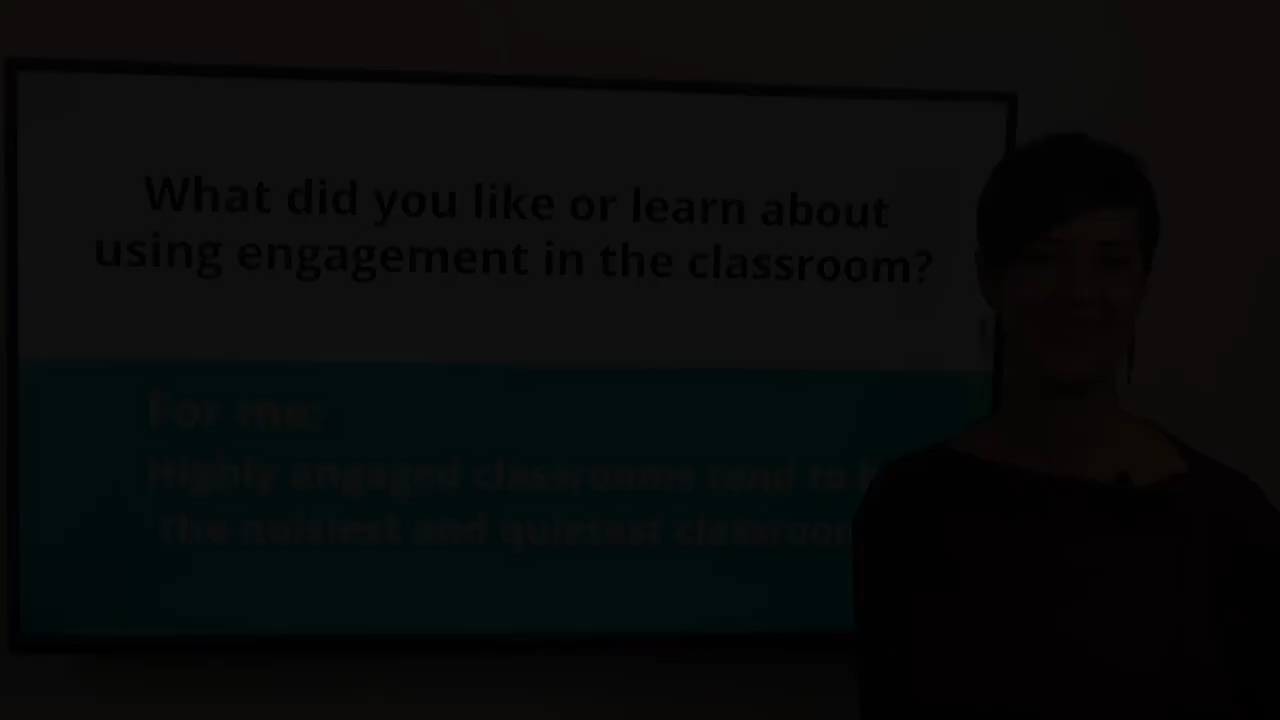 What did you like or learn about
using engagement in the classroom?
For me:
Highly engaged classrooms tend to
The noisiest and quietest classroom